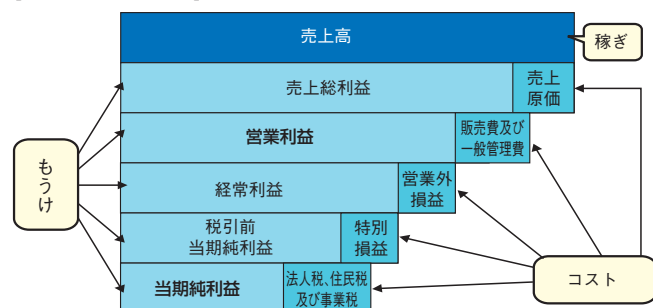 売上高
稼ぎ
売上総利益
売上
原価
営業利益
販売費及び
一般管理費
もうけ
経常利益
営業外
損益
税引前
当期純利益
特別
損益
当期純利益
法人税、住民税
及び事業税
コスト